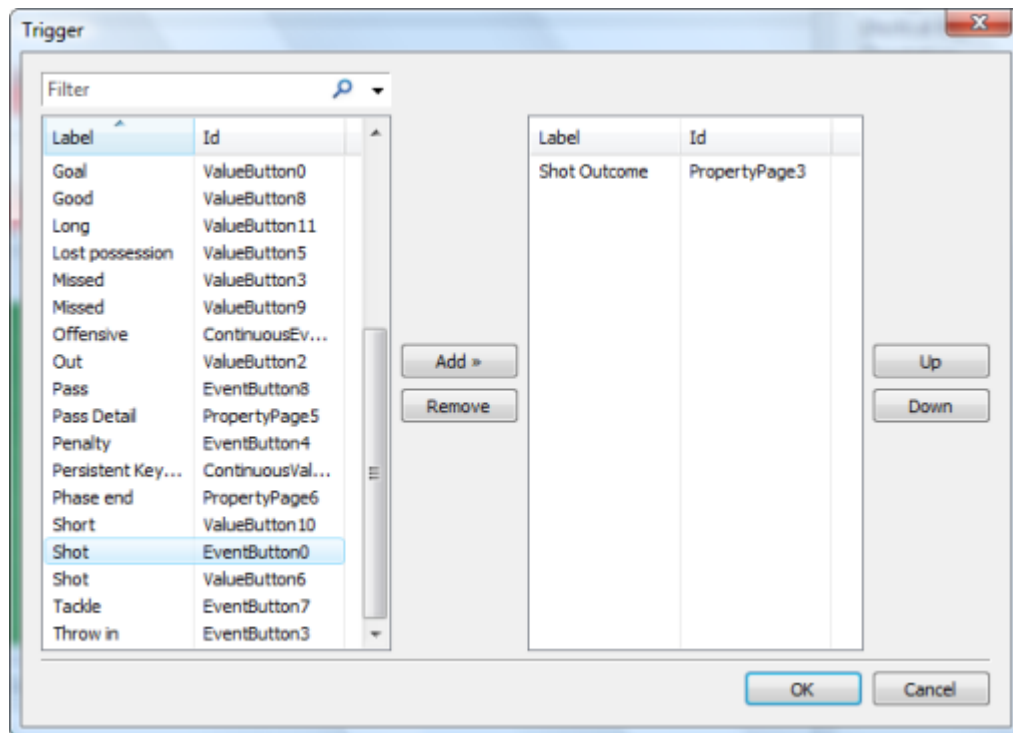 Trigger
Filter
Label Id
Goal ValueButton0
Good ValueButton8
Long ValueButton11
Lost possession ValueButton5
Missed ValueButton3
Missed ValueButton9
Offensive ContinuousEv...
Out ValueButton2
Pass EventButton8
Pass Detail PropertyPage5
Penalty EventButton4
Persistent Key... ContinuousVal...
Phase end PropertyPage6
Short ValueButton10
Shot EventButton0
Shot ValueButton6
Tackle EventButton7
Throw in EventButton3
Add »
Remove
Label Id
Shot Outcome PropertyPage3
Up
Down
OK Cancel